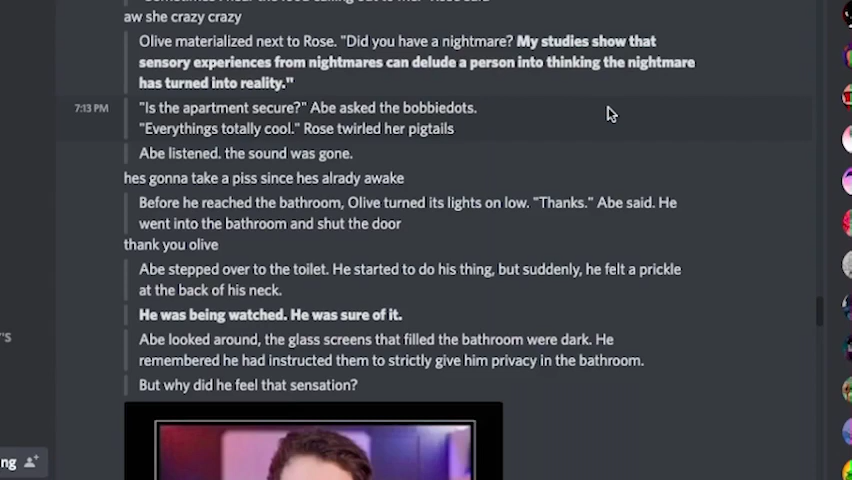 aw she crazy crazy
Olive materialized next to Rose. "Did you have a nightmare? My studies show that
sensory experiences from nightmares can delude a person into thinking the nightmare
has turned into reality."
7:13 PM
"Is the apartment secure?" Abe asked the bobbiedots.
"Everythings totally cool." Rose twirled her pigtails
Abe listened. the sound was gone.
hes gonna take a piss since hes alrady awake
Before he reached the bathroom, Olive turned its lights on low. "Thanks." Abe said. He
went into the bathroom and shut the door
thank you olive
Abe stepped over to the toilet. He started to do his thing, but suddenly, he felt a prickle
at the back of his neck.
He was being watched. He was sure of it.
Abe looked around, the glass screens that filled the bathroom were dark. He
remembered he had instructed them to strictly give him privacy in the bathroom.
But why did he feel that sensation?
'S
ng